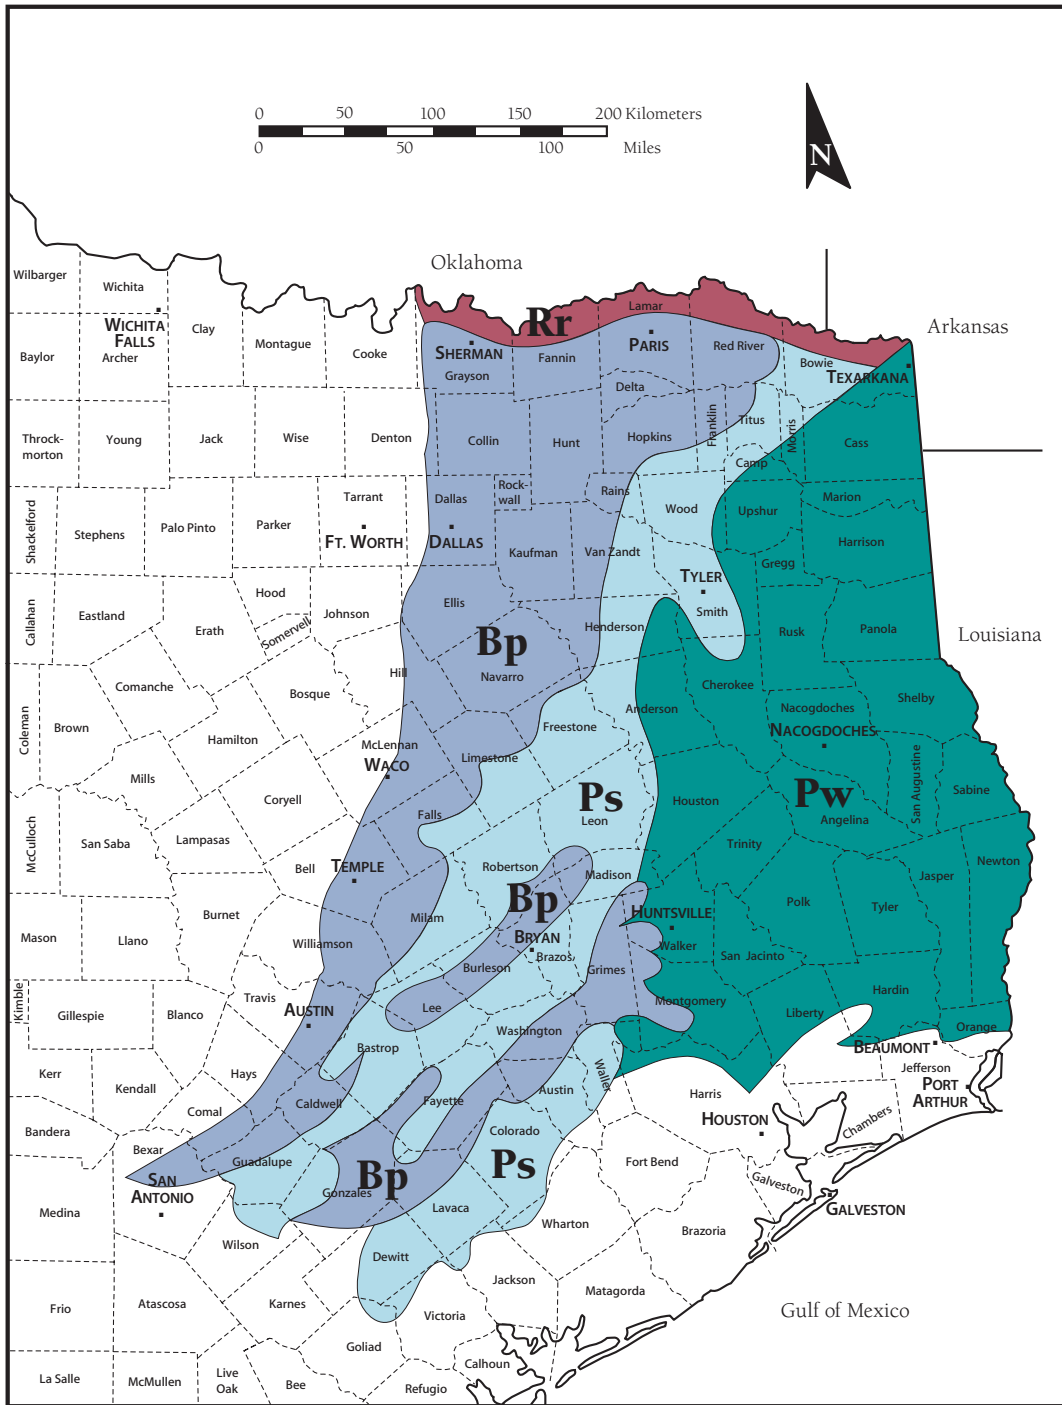 0 50 100 150 200 Kilometers
0 50 100 Miles
N
Oklahoma
Arkansas
Louisiana
Gulf of Mexico
Wilbarger
Wichita
WICHITA
FALLS
Clay
Montague
Cooke
Baylor
Archer
Rr
Lamar
SHERMAN
Grayson
Fannin
PARIS
Red River
Bowie
TEXARKANA
Delta
Throck-
morton
Young
Jack
Wise
Denton
Collin
Hunt
Hopkins
Franklin
Titus
Morris
Cass
Camp
Shackelford
Stephens
Palo Pinto
Parker
Tarrant
FT. WORTH
Dallas
DALLAS
Rock-
wall
Rains
Wood
Upshur
Marion
Harrison
Kaufman
Van Zandt
Gregg
TYLER
Smith
Callahan
Eastland
Erath
Hood
Somervell
Johnson
Ellis
Henderson
Rusk
Panola
Bp
Navarro
Hill
Bosque
Comanche
Coleman
Brown
Hamilton
McLennan
WACO
Limestone
Freestone
Anderson
Cherokee
Nacogdoches
NACOGDOCHES
Shelby
San Augustine
Sabine
Mills
Coryell
Falls
Ps
Leon
Houston
Pw
Angelina
McCulloch
San Saba
Lampasas
Bell
TEMPLE
Robertson
Madison
Trinity
Jasper
Newton
Mason
Llano
Burnet
Williamson
Milam
Bp
BRYAN
Brazos
Burleson
Grimes
HUNTSVILLE
Walker
San Jacinto
Polk
Tyler
Kimble
Gillespie
Blanco
Travis
AUSTIN
Lee
Bastrop
Washington
Montgomery
Liberty
Hardin
Orange
BEAUMONT
Jefferson
PORT
ARTHUR
Kerr
Kendall
Hays
Comal
Caldwell
Fayette
Austin
Waller
Harris
HOUSTON
Chambers
Bandera
Bexar
SAN
ANTONIO
Guadalupe
Gonzales
Bp
Colorado
Ps
Lavaca
Fort Bend
Galveston
GALVESTON
Medina
Wilson
Dewitt
Wharton
Brazoria
Jackson
Matagorda
Frio
Atascosa
Karnes
Goliad
Victoria
Calhoun
La Salle
McMullen
Live
Oak
Bee
Refugio